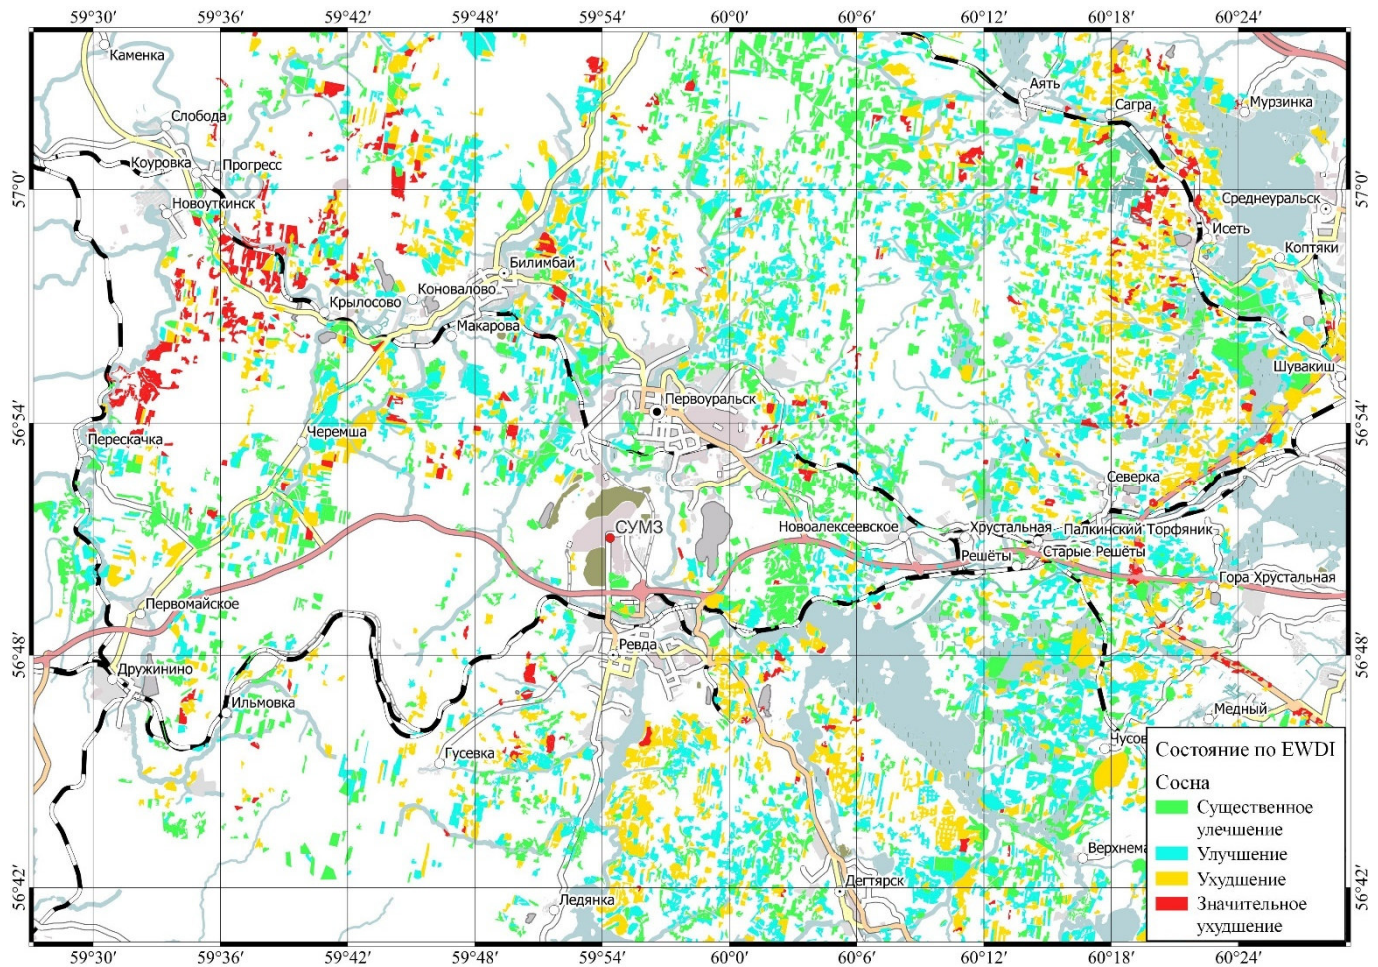 59°30' 59°36' 59°42' 59°48' 59°54' 60°0' 60°6' 60°12' 60°18' 60°24'
Каменка
Аять
Сагра
Мурзинка
Слобода
Коуровка
Прогресс
57°0'
57°0'
Новоуткинск
Среднеуральск
Исеть
Коптяки
Билимбай
Коновалово
Крылосово
Макарова
Шувакиш
Первоуральск
56°54'
56°54'
Черемша
Перескачка
Северка
СУМЗ
Новоалексеевское
Хрустальная
Палкинский Торфяник
Решёты
Старые Решёты
Гора Хрустальная
Первомайское
56°48'
56°48'
Ревда
Дружинино
Ильмовка
Медный
Гусевка
Чусов
Состояние по EWDI
Сосна
Существенное
улечшение
Улучшение
Верхнема
Ухудшение
56°42'
56°42'
Дегтярск
Ледянка
Значительное
ухудшение
59°30' 59°36' 59°42' 59°48' 59°54' 60°0' 60°6' 60°12' 60°18' 60°24'